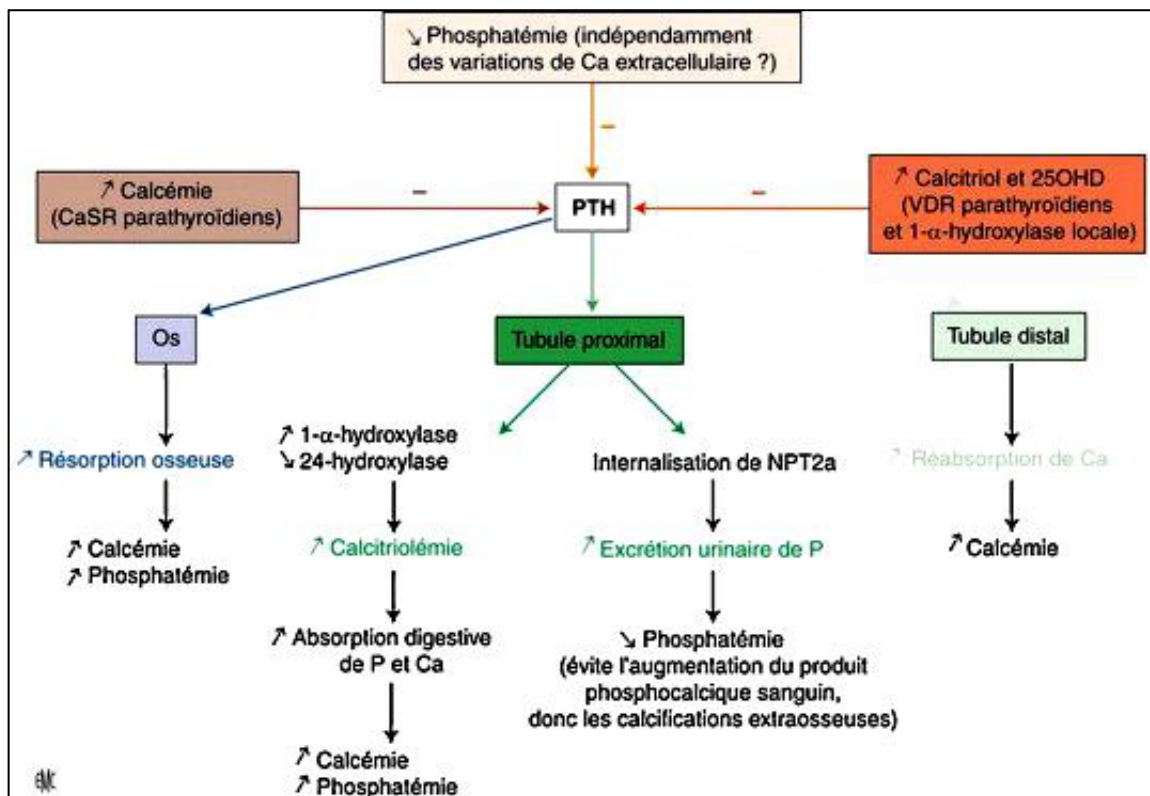 ↘ Phosphatémie (indépendamment
des variations de Ca extracellulaire ?)
−
↗ Calcémie
(CaSR parathyroïdiens)
−
PTH
−
↗ Calcitriol et 25OHD
(VDR parathyroïdiens
et 1-α-hydroxylase locale)
Os
Tubule proximal
Tubule distal
↗ Résorption osseuse
↗ 1-α-hydroxylase
↘ 24-hydroxylase
Internalisation de NPT2a
↗ Réabsorption de Ca
↗ Calcémie
↗ Phosphatémie
↗ Calcitriolémie
↗ Excrétion urinaire de P
↗ Calcémie
↗ Absorption digestive
de P et Ca
↘ Phosphatémie
(évite l'augmentation du produit
phosphocalcique sanguin,
donc les calcifications extraosseuses)
↗ Calcémie
↗ Phosphatémie
EMC